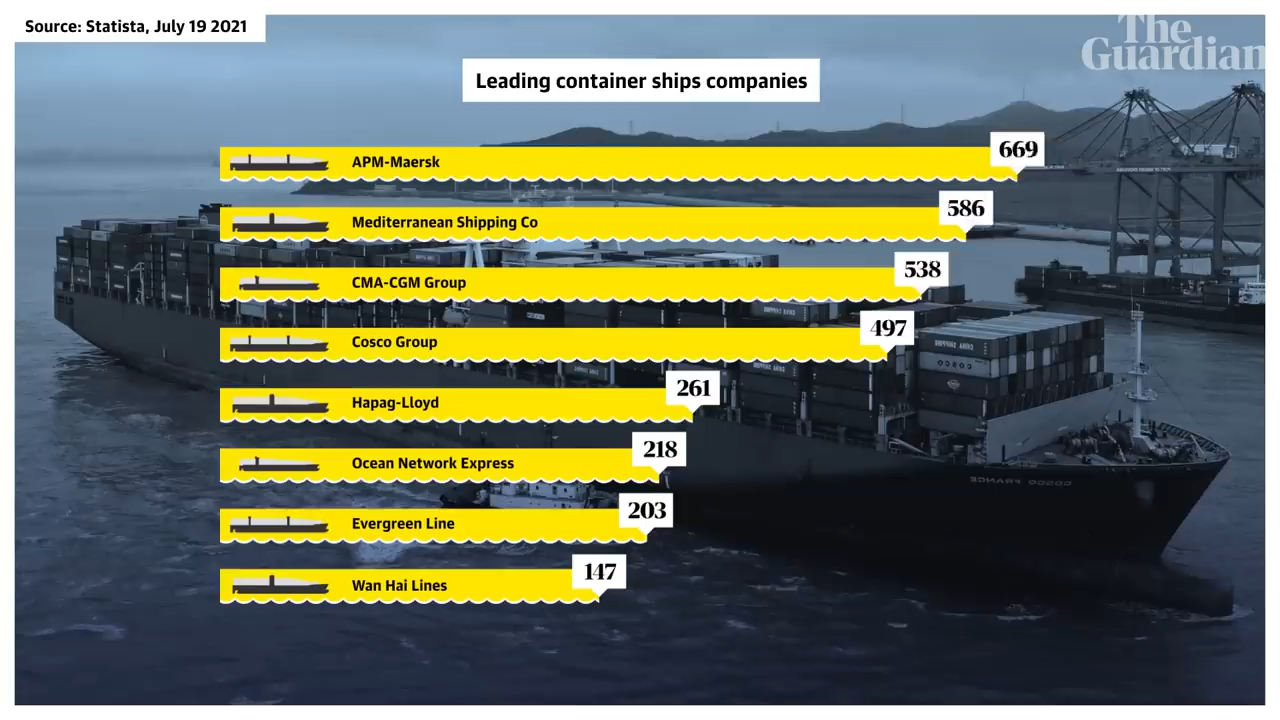 Source: Statista, July 19 2021
The
Guardian
Leading container ships companies
APM-Maersk
669
Mediterranean Shipping Co
586
CMA-CGM Group
538
Cosco Group
497
Hapag-Lloyd
261
Ocean Network Express
218
Evergreen Line
203
Wan Hai Lines
147